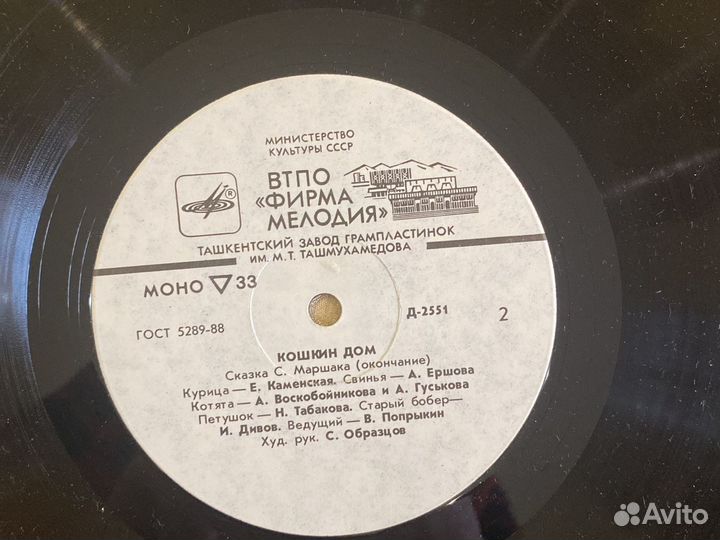 МИНИСТЕРСТВО
КУЛЬТУРЫ СССР
ВТПО
«ФИРМА
МЕЛОДИЯ»
ТАШКЕНТСКИЙ ЗАВОД ГРАМПЛАСТИНОК
ИМ. М.Т. ТАШМУХАМЕДОВА
МОНО 33
ГОСТ 5289-88
Д-2551
2
КОШКИН ДОМ
Сказка С. Маршака (окончание)
Курица — Е. Каменская. Свинья — А. Ершова
Котята — А. Воскобойникова и А. Гуськова
Петушок — Н. Табакова. Старый бобер —
И. Дивов. Ведущий — В. Попрыкин
Худ. рук. С. Образцов
Avito